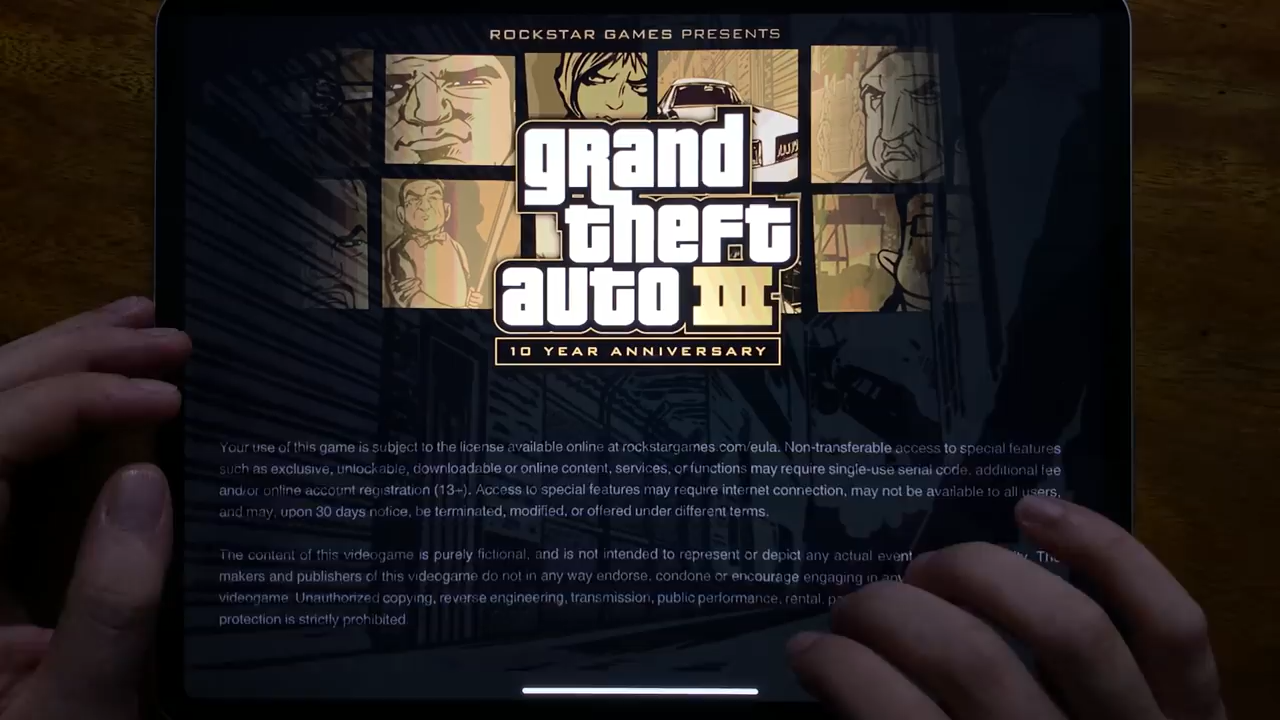 ROCKSTAR GAMES PRESENTS
grand
theft
auto III
10 YEAR ANNIVERSARY
Your use of this game is subject to the license available online at rockstargames.com/eula. Non-transferable access to special features
such as exclusive, unlockable, downloadable or online content, services, or functions may require single-use serial code, additional fee
and/or online account registration (13+). Access to special features may require internet connection, may not be available to all users,
and may, upon 30 days notice, be terminated, modified, or offered under different terms.
The content of this videogame is purely fictional, and is not intended to represent or depict any actual event The
makers and publishers of this videogame do not in any way endorse, condone or encourage engaging in any
videogame. Unauthorized copying, reverse engineering, transmission, public performance, rental,
protection is strictly prohibited.